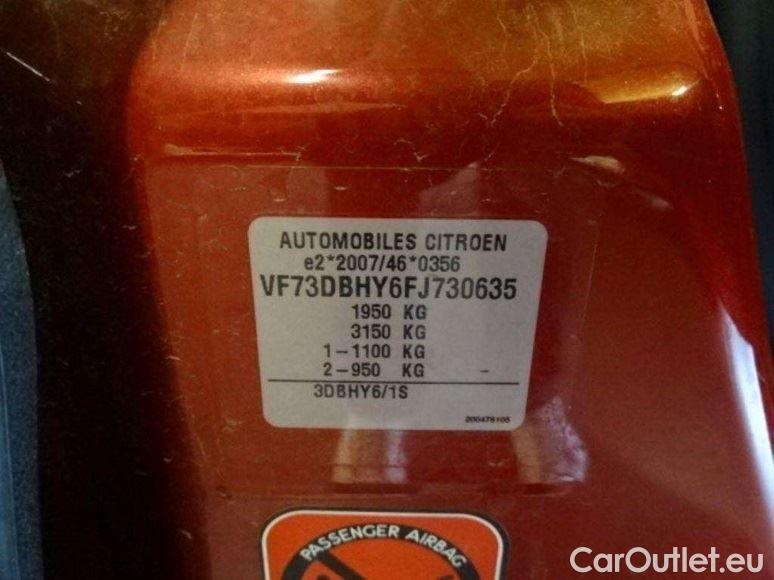 AUTOMOBILES CITROEN
e2*2007/46*0356
VF73DBHY6FJ730635
1950 KG
3150 KG
1-1100 KG
2-950 KG -
3DBHY6/1S
200478105
PASSENGER AIRBAG
CarOutlet.eu